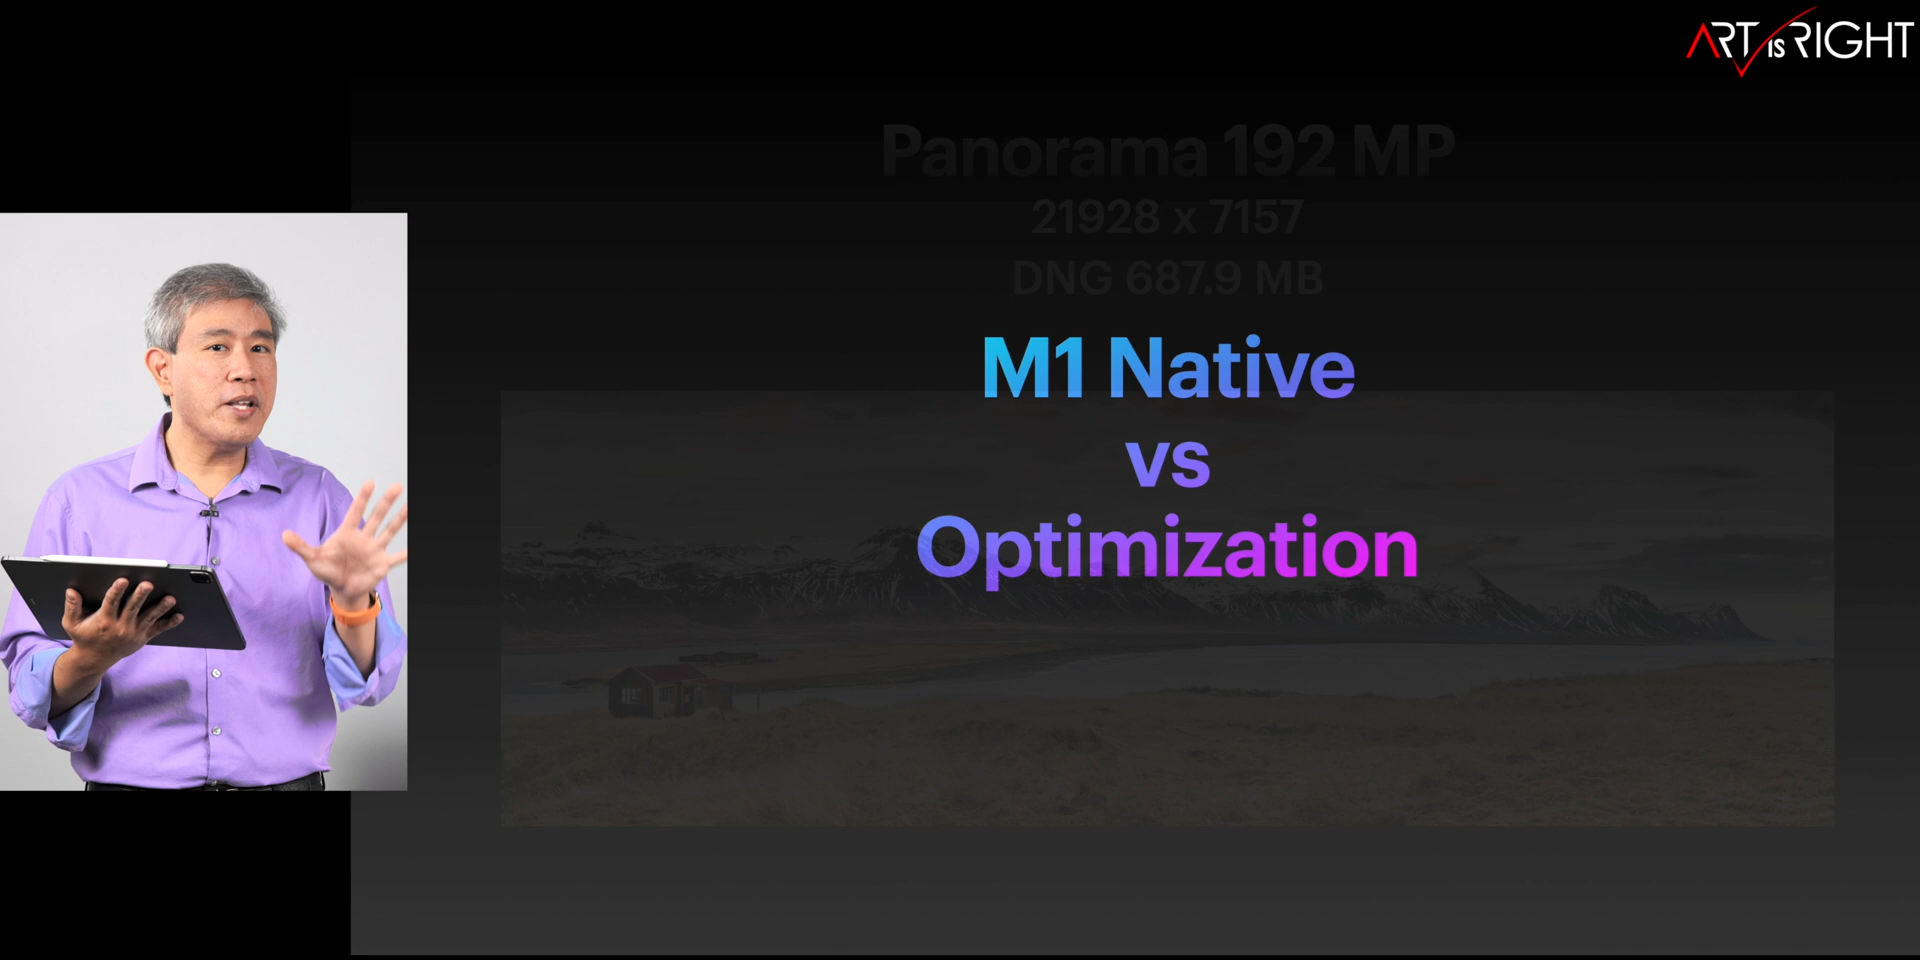 ART IS RIGHT
Panorama 192 MP
21928 x 7157
DNG 687.9 MB
M1 Native
vs
Optimization